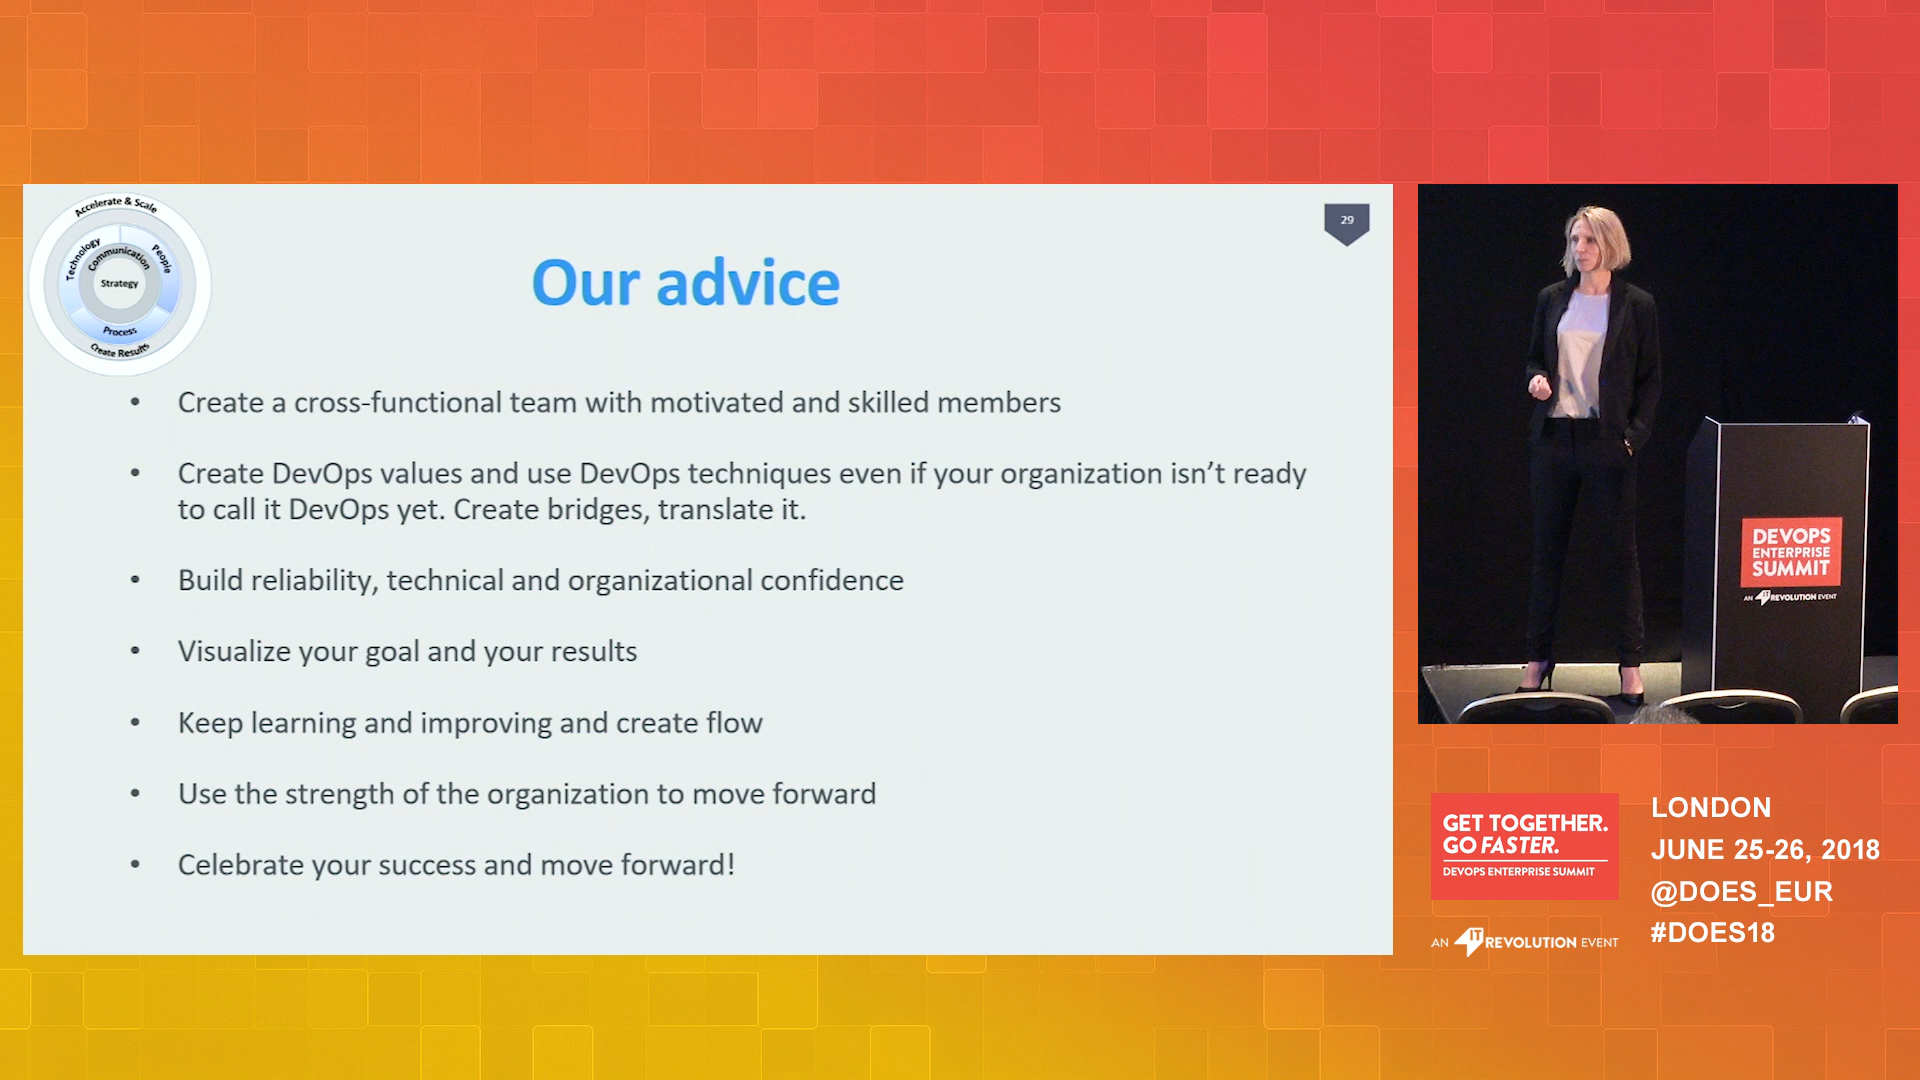 Accelerate & Scale
Technology
People
Communication
Strategy
Process
Create Results
29
Our advice
• Create a cross-functional team with motivated and skilled members
• Create DevOps values and use DevOps techniques even if your organization isn’t ready
to call it DevOps yet. Create bridges, translate it.
• Build reliability, technical and organizational confidence
• Visualize your goal and your results
• Keep learning and improving and create flow
• Use the strength of the organization to move forward
• Celebrate your success and move forward!
DEVOPS
ENTERPRISE
SUMMIT
AN IT REVOLUTION EVENT
GET TOGETHER.
GO FASTER.
DEVOPS ENTERPRISE SUMMIT
AN IT REVOLUTION EVENT
LONDON
JUNE 25-26, 2018
@DOES_EUR
#DOES18